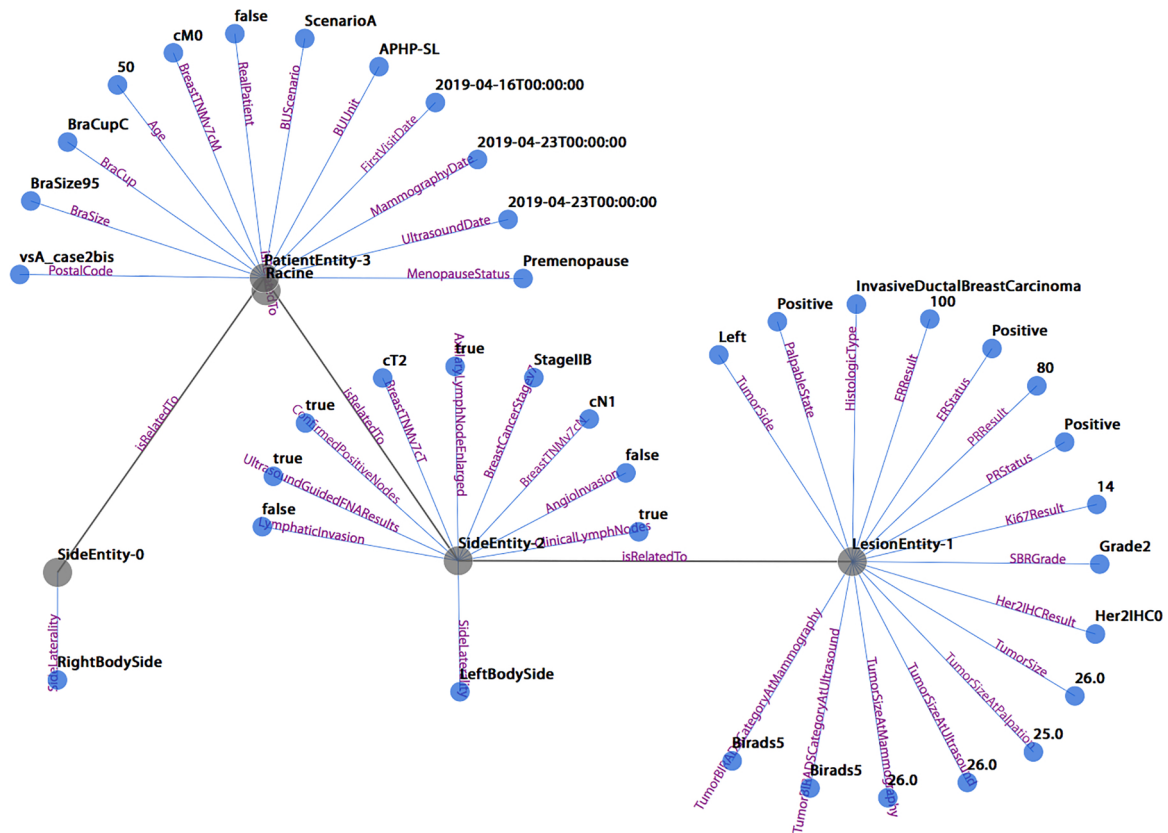 false
ScenarioA
cM0
APHP-SL
50
BreastTNMv7cM
RealPatient
BUScenario
BUUnit
2019-04-16T00:00:00
BraCupC
Age
FirstVisitDate
2019-04-23T00:00:00
BraCup
MammographyDate
BraSize95
BraSize
2019-04-23T00:00:00
UltrasoundDate
vsA_case2bis
PostalCode
PatientEntity-3
Racine
MenopauseStatus
Premenopause
isRelatedTo
isRelatedTo
SideEntity-0
SideLaterality
RightBodySide
cT2
BreastTNMv7cT
true
AxillaryLymphNodeEnlarged
StageIIB
BreastCancerStagev7
cN1
BreastTNMv7cN
true
ConfirmedPositiveNodes
true
UltrasoundGuidedFNAResults
false
AngioInvasion
false
LymphaticInvasion
true
ClinicalLymphNodes
SideEntity-2
isRelatedTo
SideLaterality
LeftBodySide
InvasiveDuctalBreastCarcinoma
HistologicType
Positive
PalpableState
100
ERResult
Left
TumorSide
Positive
ERStatus
80
PRResult
Positive
PRStatus
14
Ki67Result
LesionEntity-1
SBRGrade
Grade2
Her2IHCResult
Her2IHC0
TumorSize
26.0
TumorSizeAtPalpation
25.0
TumorSizeAtUltrasound
26.0
TumorSizeAtMammography
26.0
TumorBIRADSCategoryAtUltrasound
Birads5
TumorBIRADSCategoryAtMammography
Birads5